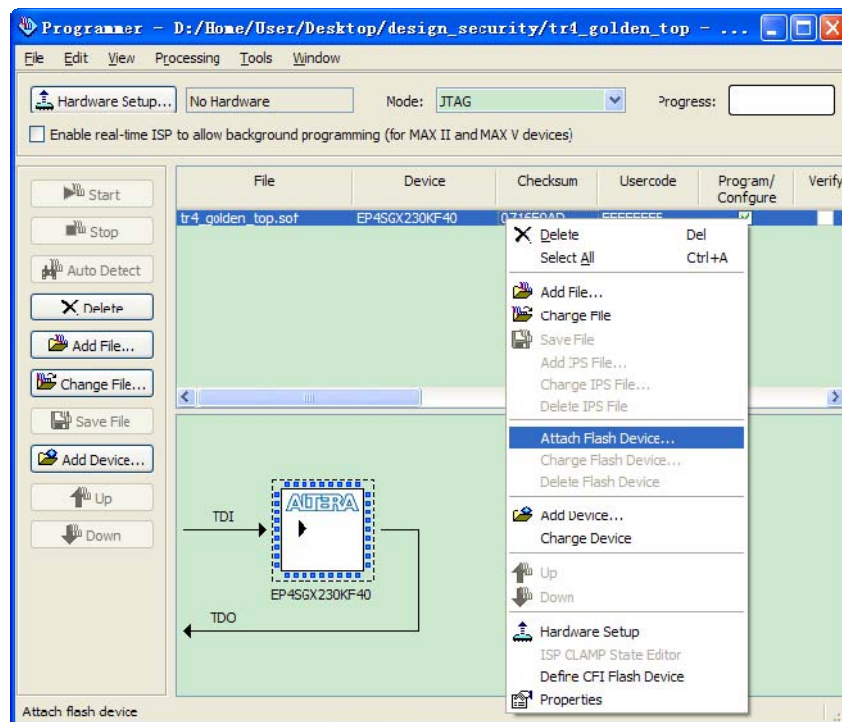 Programmer - D:/Home/User/Desktop/design_security/tr4_golden_top - ...
File Edit View Processing Tools Window
Hardware Setup... No Hardware Mode: JTAG Progress:
Enable real-time ISP to allow background programming (for MAX II and MAX V devices)
File Device Checksum Usercode Program/ Verify
Configure
Start
Stop
Auto Detect
Delete
Add File...
Change File...
Save File
Add Device...
Up
Down
tr4_golden_top.sof EP4SGX230KF40 0716F0AD FFFFFFFF
Delete Del
Select All Ctrl+A
Add File...
Change File
Save File
Add IPS File...
Change IPS File...
Delete IPS File
Attach Flash Device...
Change Flash Device...
Delete Flash Device
Add Device...
Change Device
Up
Down
Hardware Setup
ISP CLAMP State Editor
Define CFI Flash Device
Properties
TDI
ALTERA
EP4SGX230KF40
TDO
Attach flash device